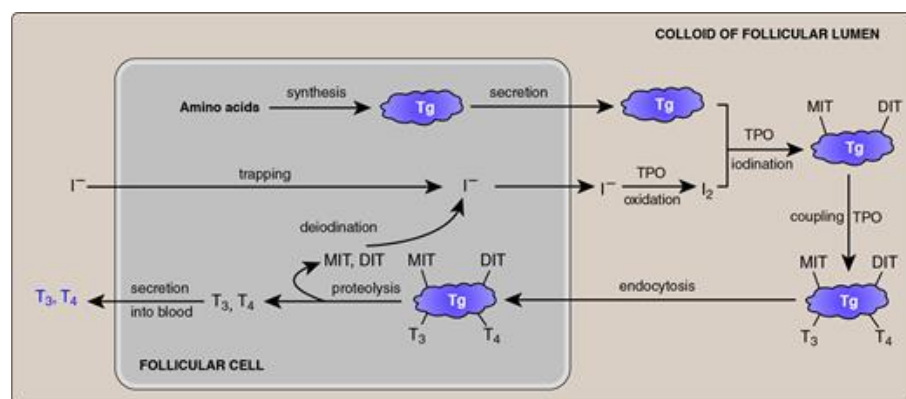 COLLOID OF FOLLICULAR LUMEN
Amino acids
synthesis
Tg
secretion
Tg
TPO
iodination
MIT
DIT
Tg
I⁻
trapping
I⁻
I⁻
TPO
oxidation
I₂
coupling
TPO
deiodination
MIT, DIT
proteolysis
MIT
DIT
Tg
T₃
T₄
endocytosis
MIT
DIT
Tg
T₃
T₄
T₃, T₄
secretion
into blood
T₃, T₄
FOLLICULAR CELL